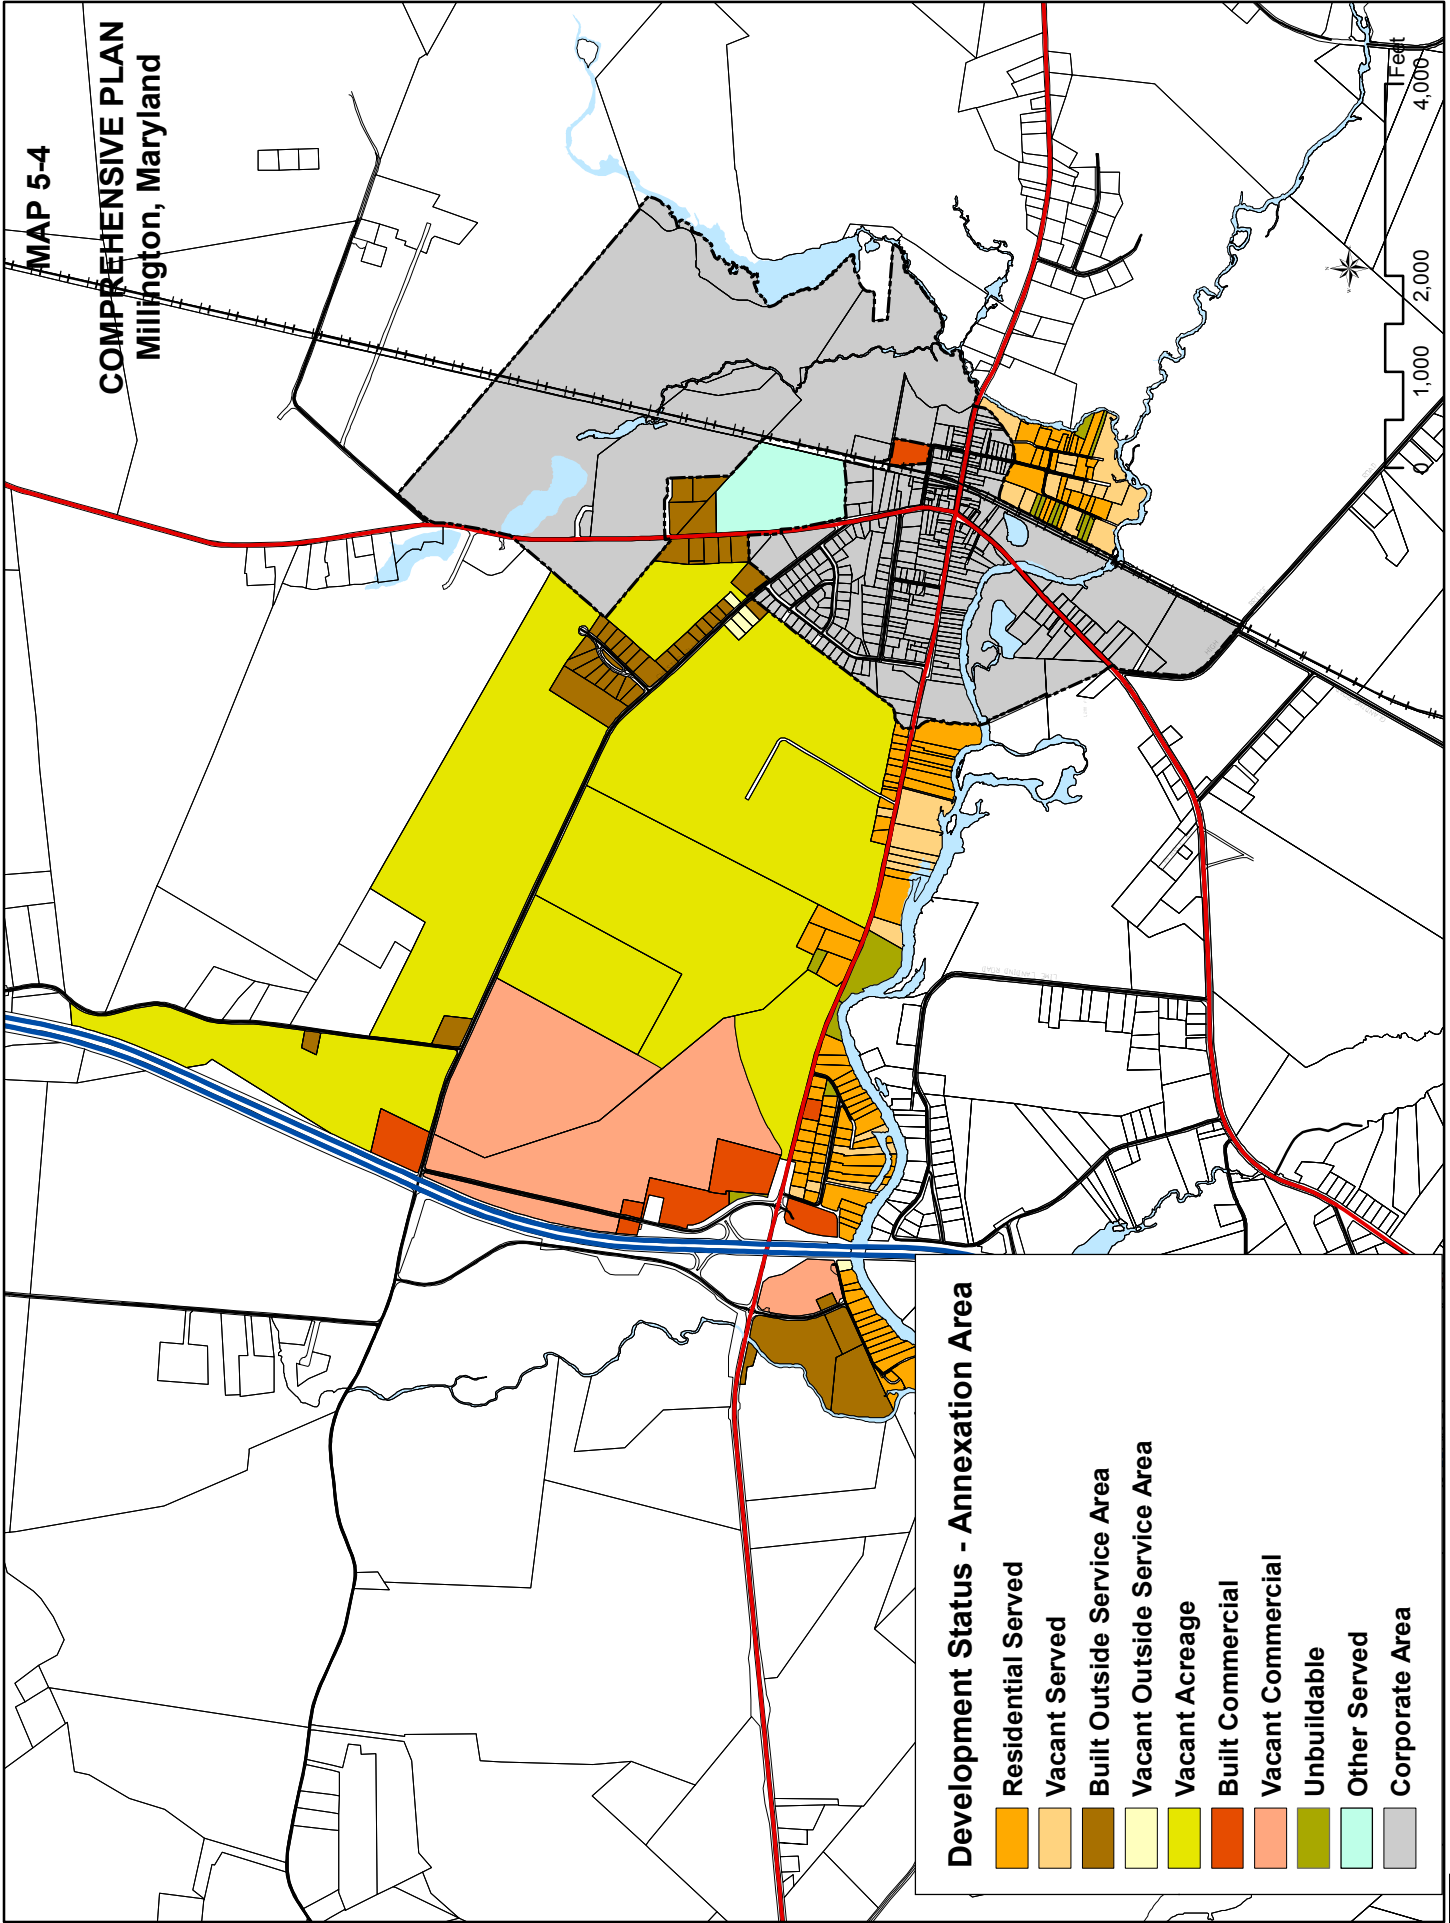 MAP 5-4
COMPREHENSIVE PLAN
Millington, Maryland
Development Status - Annexation Area
Residential Served
Vacant Served
Built Outside Service Area
Vacant Outside Service Area
Vacant Acreage
Built Commercial
Vacant Commercial
Unbuildable
Other Served
Corporate Area
0 1,000 2,000 4,000
Feet